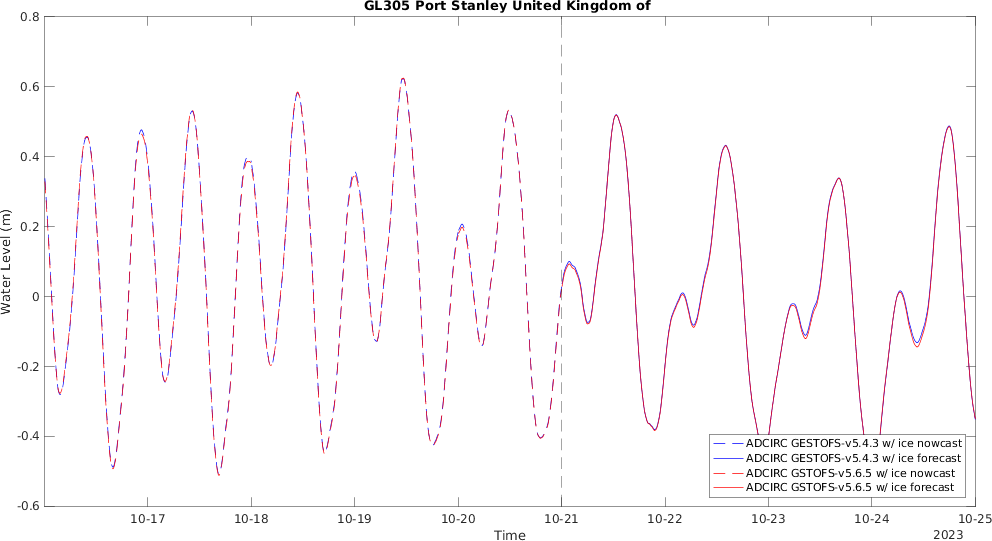 GL305 Port Stanley United Kingdom of
0.8
0.6
0.4
0.2
0
-0.2
-0.4
-0.6
Water Level (m)
10-17 10-18 10-19 10-20 10-21 10-22 10-23 10-24 10-25
Time
2023
ADCIRC GESTOFS-v5.4.3 w/ ice nowcast
ADCIRC GESTOFS-v5.4.3 w/ ice forecast
ADCIRC GSTOFS-v5.6.5 w/ ice nowcast
ADCIRC GSTOFS-v5.6.5 w/ ice forecast